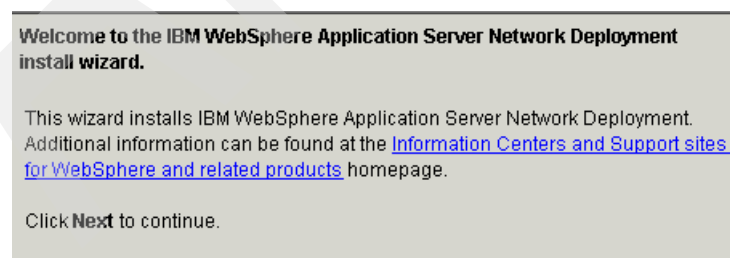 Welcome to the IBM WebSphere Application Server Network Deployment
install wizard.
This wizard installs IBM WebSphere Application Server Network Deployment.
Additional information can be found at the Information Centers and Support sites
for WebSphere and related products homepage.
Click Next to continue.